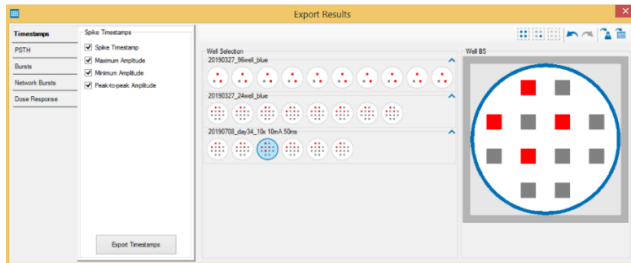 Export Results
Timestamps
PSTH
Bursts
Network Bursts
Dose Response
Spike Timestamps
Spike Timestamp
Maximum Amplitude
Minimum Amplitude
Peak-to-peak Amplitude
Export Timestamps
Well Selection
20190327_96well_blue
20190327_24well_blue
20190708_day34_10x 10mA 50ms
Well B5